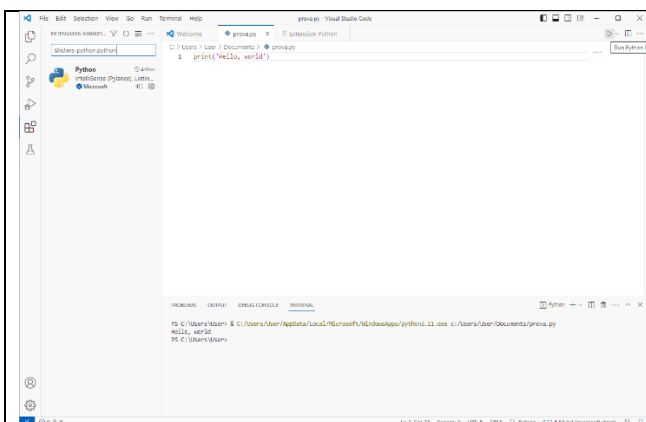 File Edit Selection View Go Run Terminal Help
prova.py - Visual Studio Code
EXTENSIONS: MARKET...
@id:ms-python.python
Python
IntelliSense (Pylance), Lintin...
Microsoft
Welcome
prova.py
Extension: Python
Run Python
C: > Users > User > Documents > prova.py
1 print('Hello, world')
PROBLEMS OUTPUT DEBUG CONSOLE TERMINAL
Python
PS C:\Users\User> & C:/Users/User/AppData/Local/Microsoft/WindowsApps/python3.11.exe c:/Users/User/Documents/prova.py
Hello, world
PS C:\Users\User>